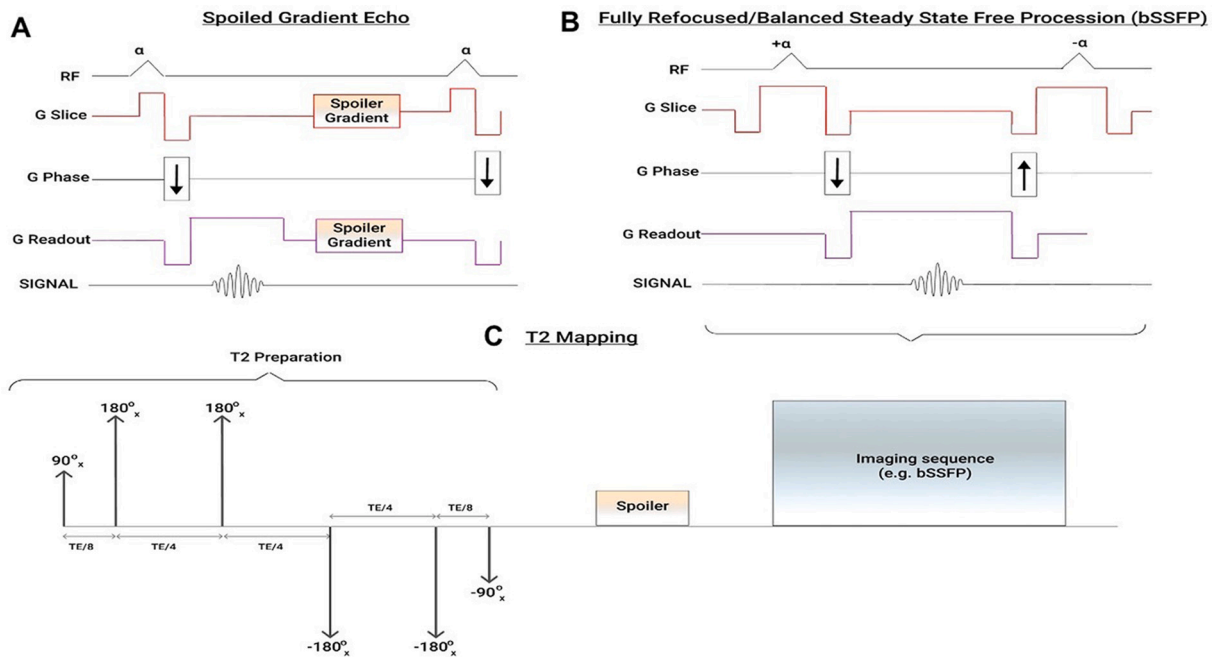 A
Spoiled Gradient Echo
α
α
RF
G Slice
Spoiler
Gradient
G Phase
G Readout
Spoiler
Gradient
SIGNAL
B
Fully Refocused/Balanced Steady State Free Procession (bSSFP)
+α
-α
RF
G Slice
G Phase
G Readout
SIGNAL
C
T2 Mapping
T2 Preparation
90°x
180°x
180°x
TE/8
TE/4
TE/4
TE/4
TE/8
-180°x
-180°x
-90°x
Spoiler
Imaging sequence
(e.g. bSSFP)